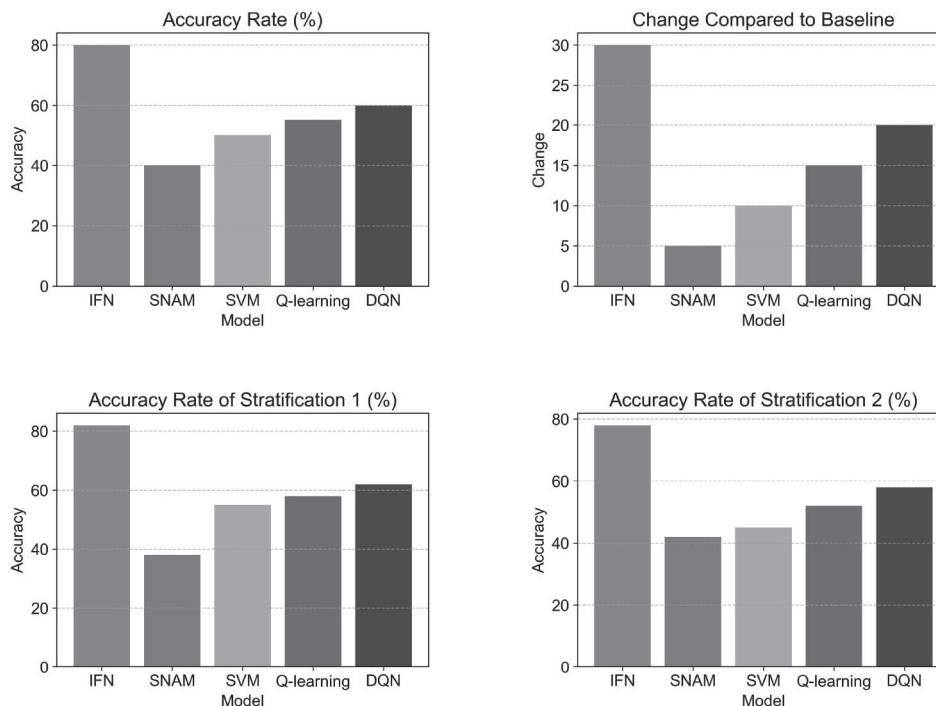 Accuracy Rate (%)
80
60
40
20
0
Accuracy
IFN SNAM SVM Q-learning DQN
Model
Change Compared to Baseline
30
25
20
15
10
5
0
Change
IFN SNAM SVM Q-learning DQN
Model
Accuracy Rate of Stratification 1 (%)
80
60
40
20
0
Accuracy
IFN SNAM SVM Q-learning DQN
Model
Accuracy Rate of Stratification 2 (%)
80
60
40
20
0
Accuracy
IFN SNAM SVM Q-learning DQN
Model